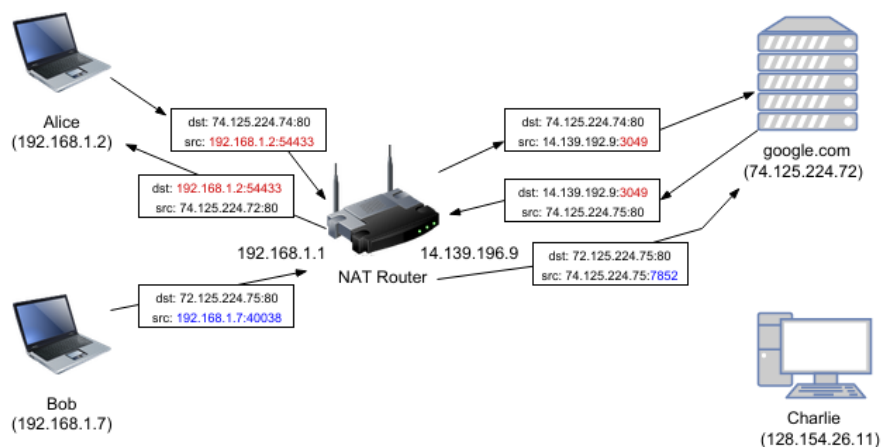 Alice
(192.168.1.2)
dst: 74.125.224.74:80
src: 192.168.1.2:54433
dst: 74.125.224.74:80
src: 14.139.192.9:3049
google.com
(74.125.224.72)
dst: 192.168.1.2:54433
src: 74.125.224.72:80
dst: 14.139.192.9:3049
src: 74.125.224.75:80
192.168.1.1
14.139.196.9
NAT Router
dst: 72.125.224.75:80
src: 74.125.224.75:7852
dst: 72.125.224.75:80
src: 192.168.1.7:40038
Bob
(192.168.1.7)
Charlie
(128.154.26.11)